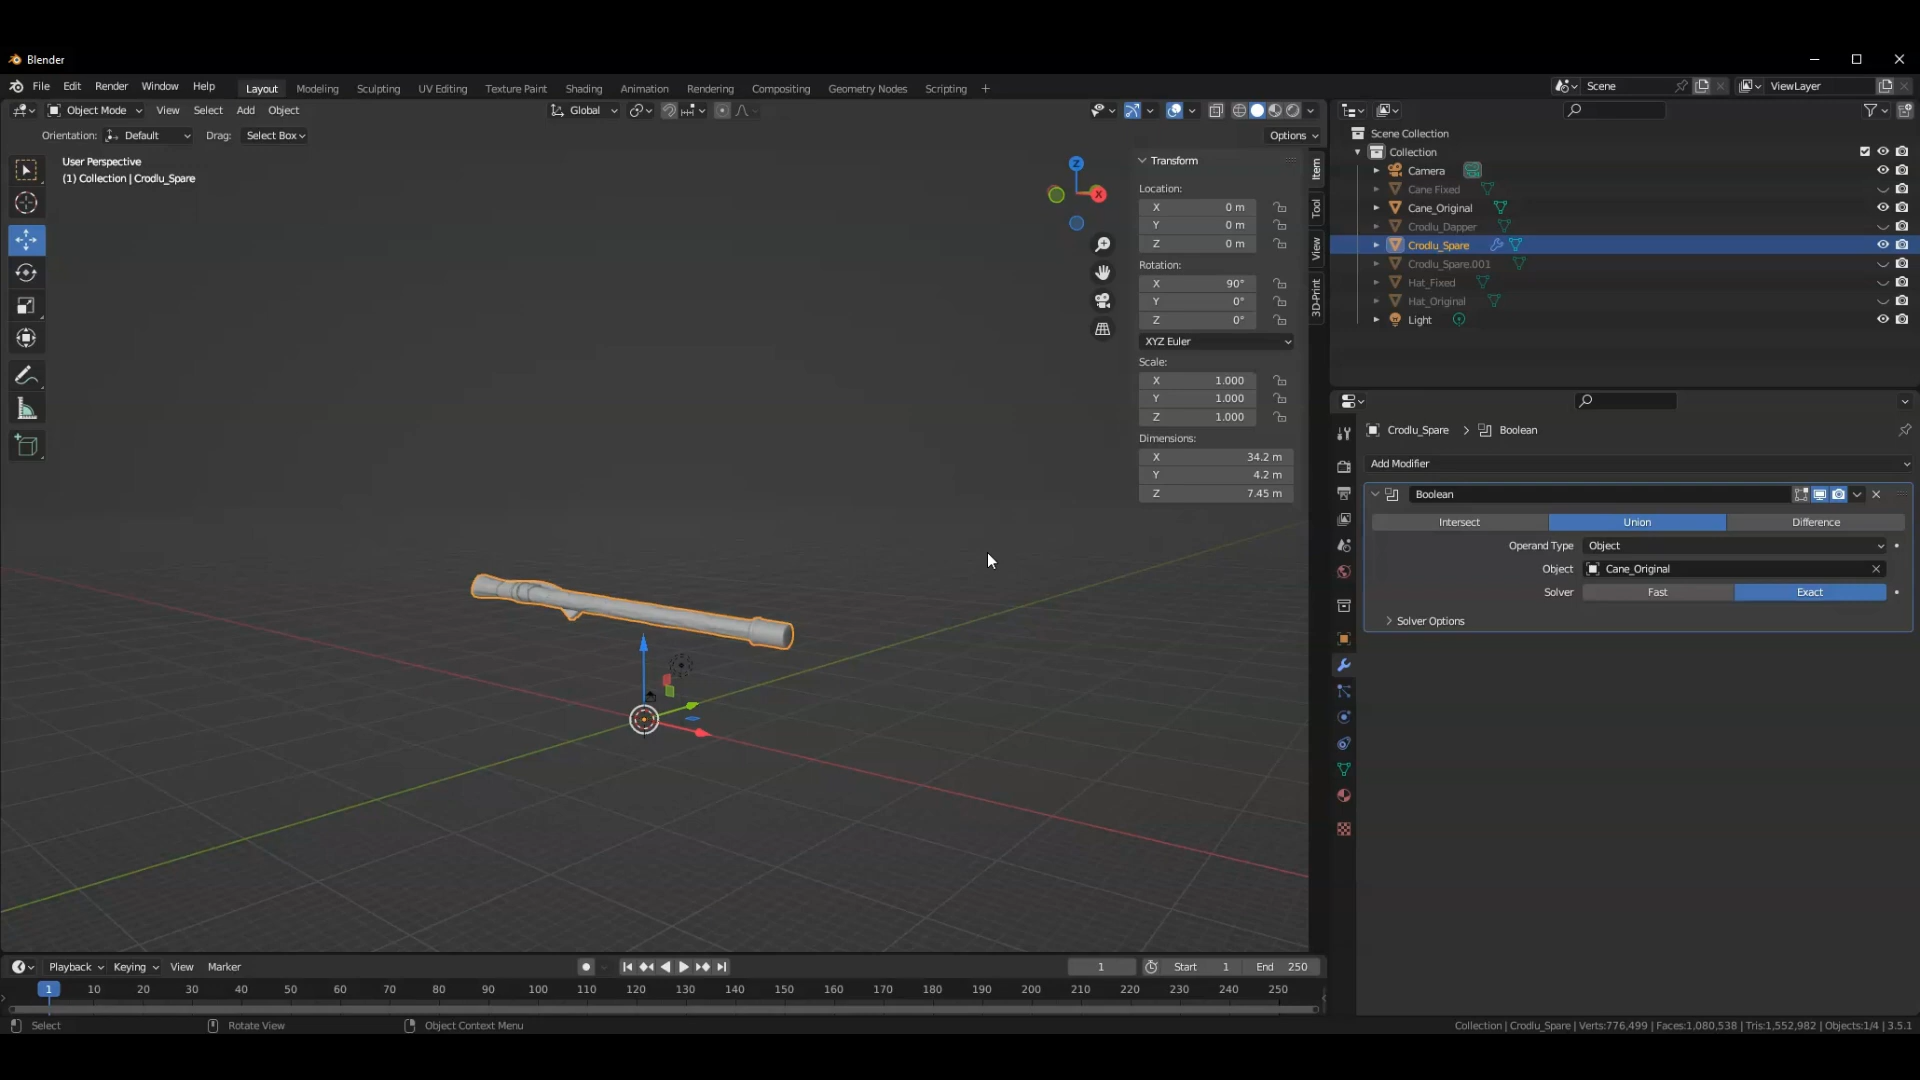 Blender
File Edit Render Window Help Layout Modeling Sculpting UV Editing Texture Paint Shading Animation Rendering Compositing Geometry Nodes Scripting + Scene ViewLayer
Object Mode View Select Add Object Global
Orientation: Default Drag: Select Box Options
User Perspective
(1) Collection | Crodlu_Spare
Z
X
Transform
Location:
X 0 m
Y 0 m
Z 0 m
Rotation:
X 90°
Y 0°
Z 0°
XYZ Euler
Scale:
X 1.000
Y 1.000
Z 1.000
Dimensions:
X 34.2 m
Y 4.2 m
Z 7.45 m
Item
Tool
View
3D-Print
Scene Collection
Collection
Camera
Cane Fixed
Cane_Original
Crodlu_Dapper
Crodlu_Spare
Crodlu_Spare.001
Hat_Fixed
Hat_Original
Light
Crodlu_Spare > Boolean
Add Modifier
Boolean
Intersect Union Difference
Operand Type Object
Object Cane_Original
Solver Fast Exact
Solver Options
Playback Keying View Marker 1 Start 1 End 250
1 10 20 30 40 50 60 70 80 90 100 110 120 130 140 150 160 170 180 190 200 210 220 230 240 250
Select Rotate View Object Context Menu Collection | Crodlu_Spare | Verts:776,499 | Faces:1,080,538 | Tris:1,552,982 | Objects:1/4 | 3.5.1